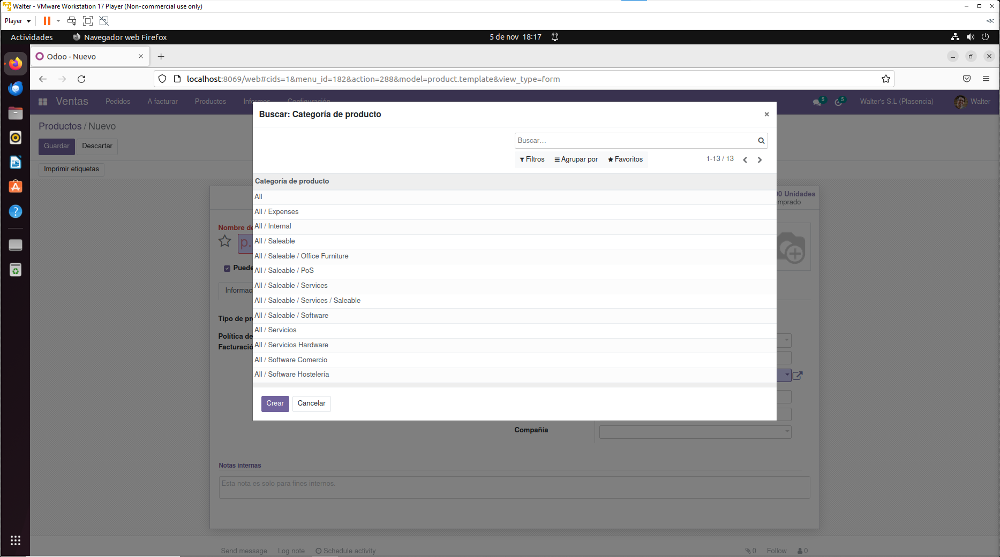 Walter - VMware Workstation 17 Player (Non-commercial use only)
Player
Actividades
Navegador web Firefox
5 de nov 18:17
Odoo - Nuevo
localhost:8069/web#cids=1&menu_id=182&action=288&model=product.template&view_type=form
Ventas
Pedidos
A facturar
Productos
Informes
Configuración
5
5
Walter's S.L (Plasencia)
Walter
Productos / Nuevo
Guardar
Descartar
Imprimir etiquetas
Buscar: Categoría de producto
×
Buscar...
Filtros
Agrupar por
Favoritos
1-13 / 13
Categoría de producto
All
All / Expenses
All / Internal
All / Saleable
All / Saleable / Office Furniture
All / Saleable / PoS
All / Saleable / Services
All / Saleable / Services / Saleable
All / Saleable / Software
All / Servicios
All / Servicios Hardware
All / Software Comercio
All / Software Hostelería
Crear
Cancelar
00 Unidades
omprado
Nombre de
p.
Puede
Informac
Tipo de pr
Política de
Facturació
Compañía
Notas internas
Esta nota es solo para fines internos.
Send message
Log note
Schedule activity
0
Follow
0